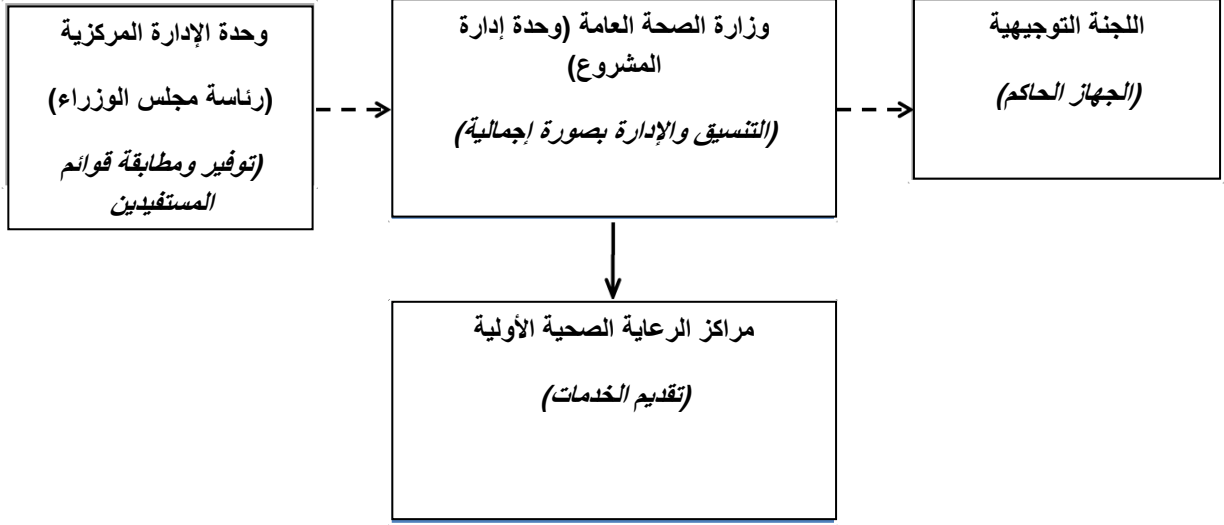 اللجنة التوجيهية
(الجهاز الحاكم)
وزارة الصحة العامة (وحدة إدارة
المشروع)
(التنسيق والإدارة بصورة إجمالية)
وحدة الإدارة المركزية
(رئاسة مجلس الوزراء)
(توفير ومطابقة قوائم
المستفيدين
مراكز الرعاية الصحية الأولية
(تقديم الخدمات)